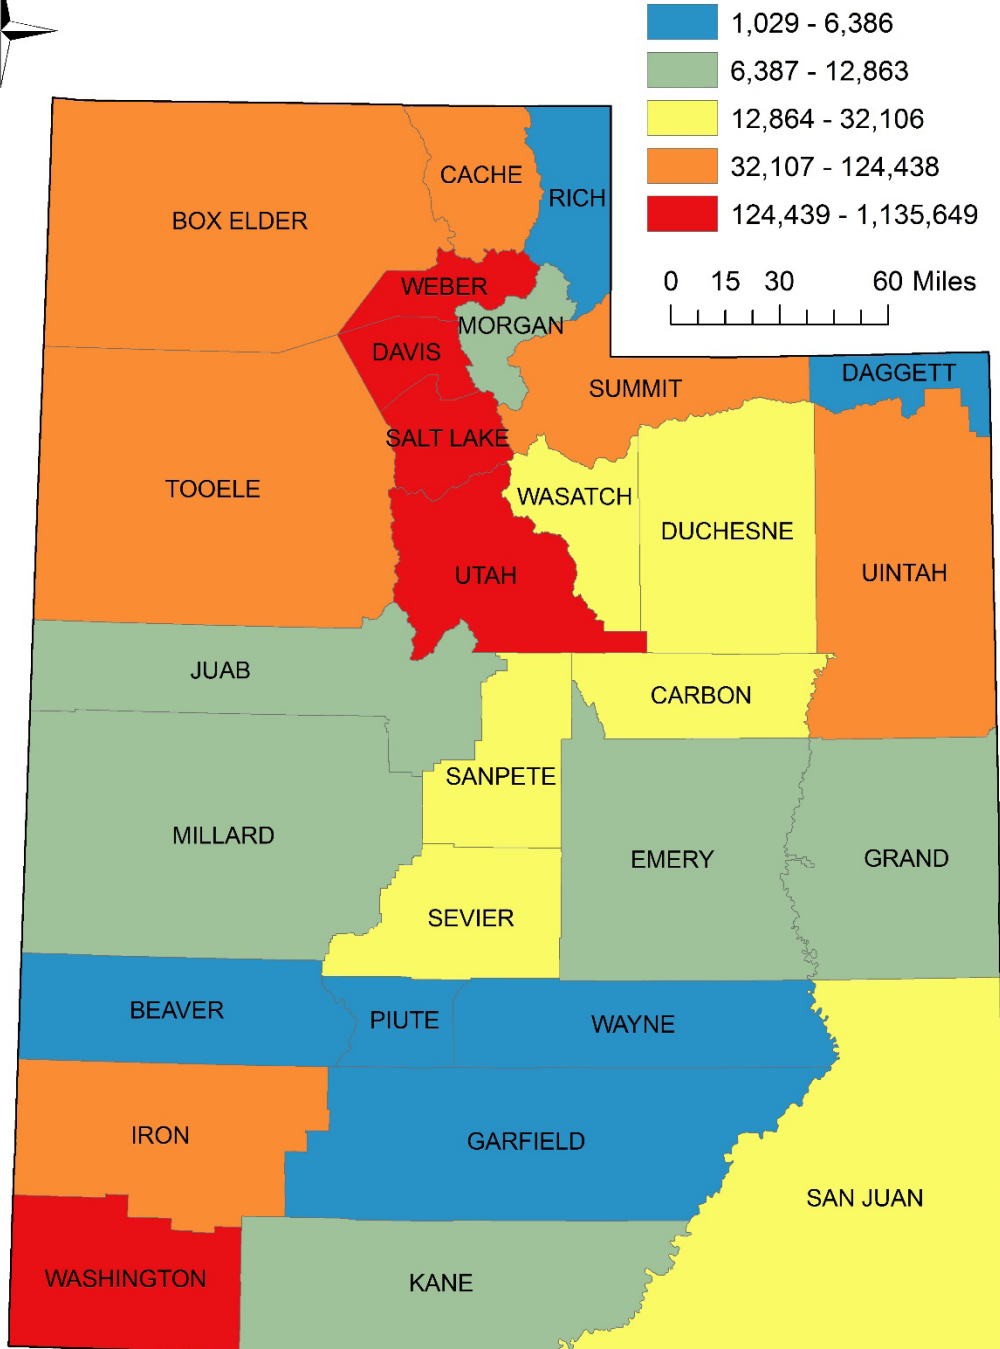 1,029 - 6,386
6,387 - 12,863
12,864 - 32,106
32,107 - 124,438
124,439 - 1,135,649
0 15 30 60 Miles
CACHE
RICH
BOX ELDER
WEBER
MORGAN
DAVIS
DAGGETT
SUMMIT
SALT LAKE
TOOELE
WASATCH
DUCHESNE
UINTAH
UTAH
JUAB
CARBON
SANPETE
MILLARD
EMERY
GRAND
SEVIER
BEAVER
PIUTE
WAYNE
IRON
GARFIELD
SAN JUAN
WASHINGTON
KANE